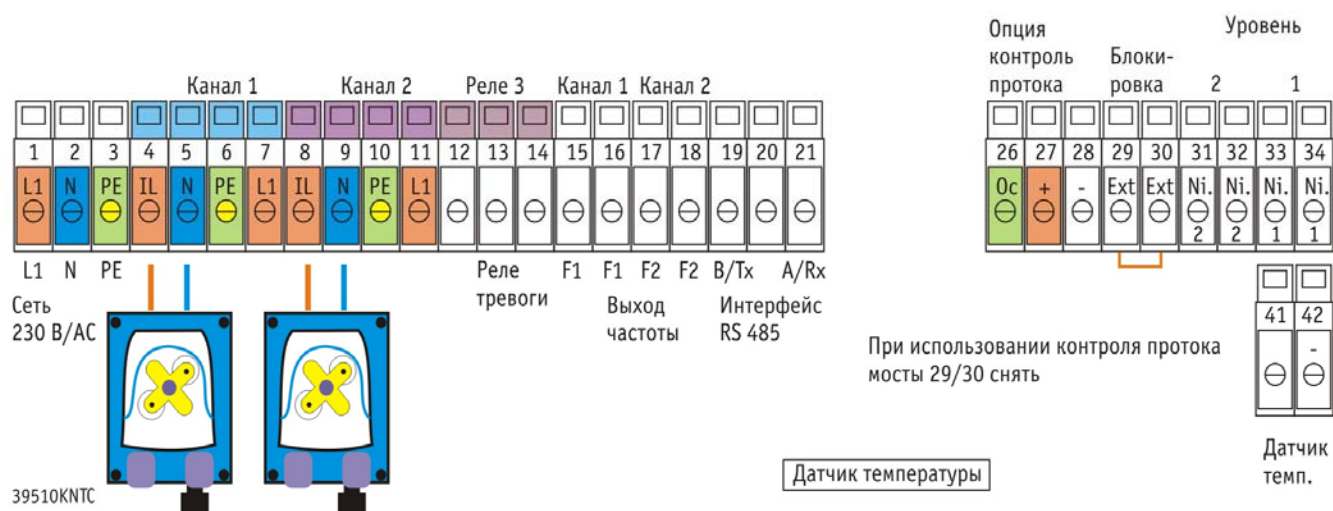 Опция контроль протока
Блоки-ровка
Уровень
2 1
Канал 1 Канал 2 Реле 3 Канал 1 Канал 2
1 2 3 4 5 6 7 8 9 10 11 12 13 14 15 16 17 18 19 20 21
L1 N PE IL N PE L1 IL N PE L1
26 27 28 29 30 31 32 33 34
Oc + - Ext Ext Ni. Ni. Ni. Ni.
2 2 1 1
L1 N PE
Реле тревоги
F1 F1 F2 F2 B/Tx A/Rx
Сеть
230 В/AC
Выход частоты
Интерфейс RS 485
41 42
-
При использовании контроля протока
мосты 29/30 снять
Датчик температуры
Датчик
темп.
39510KNTC